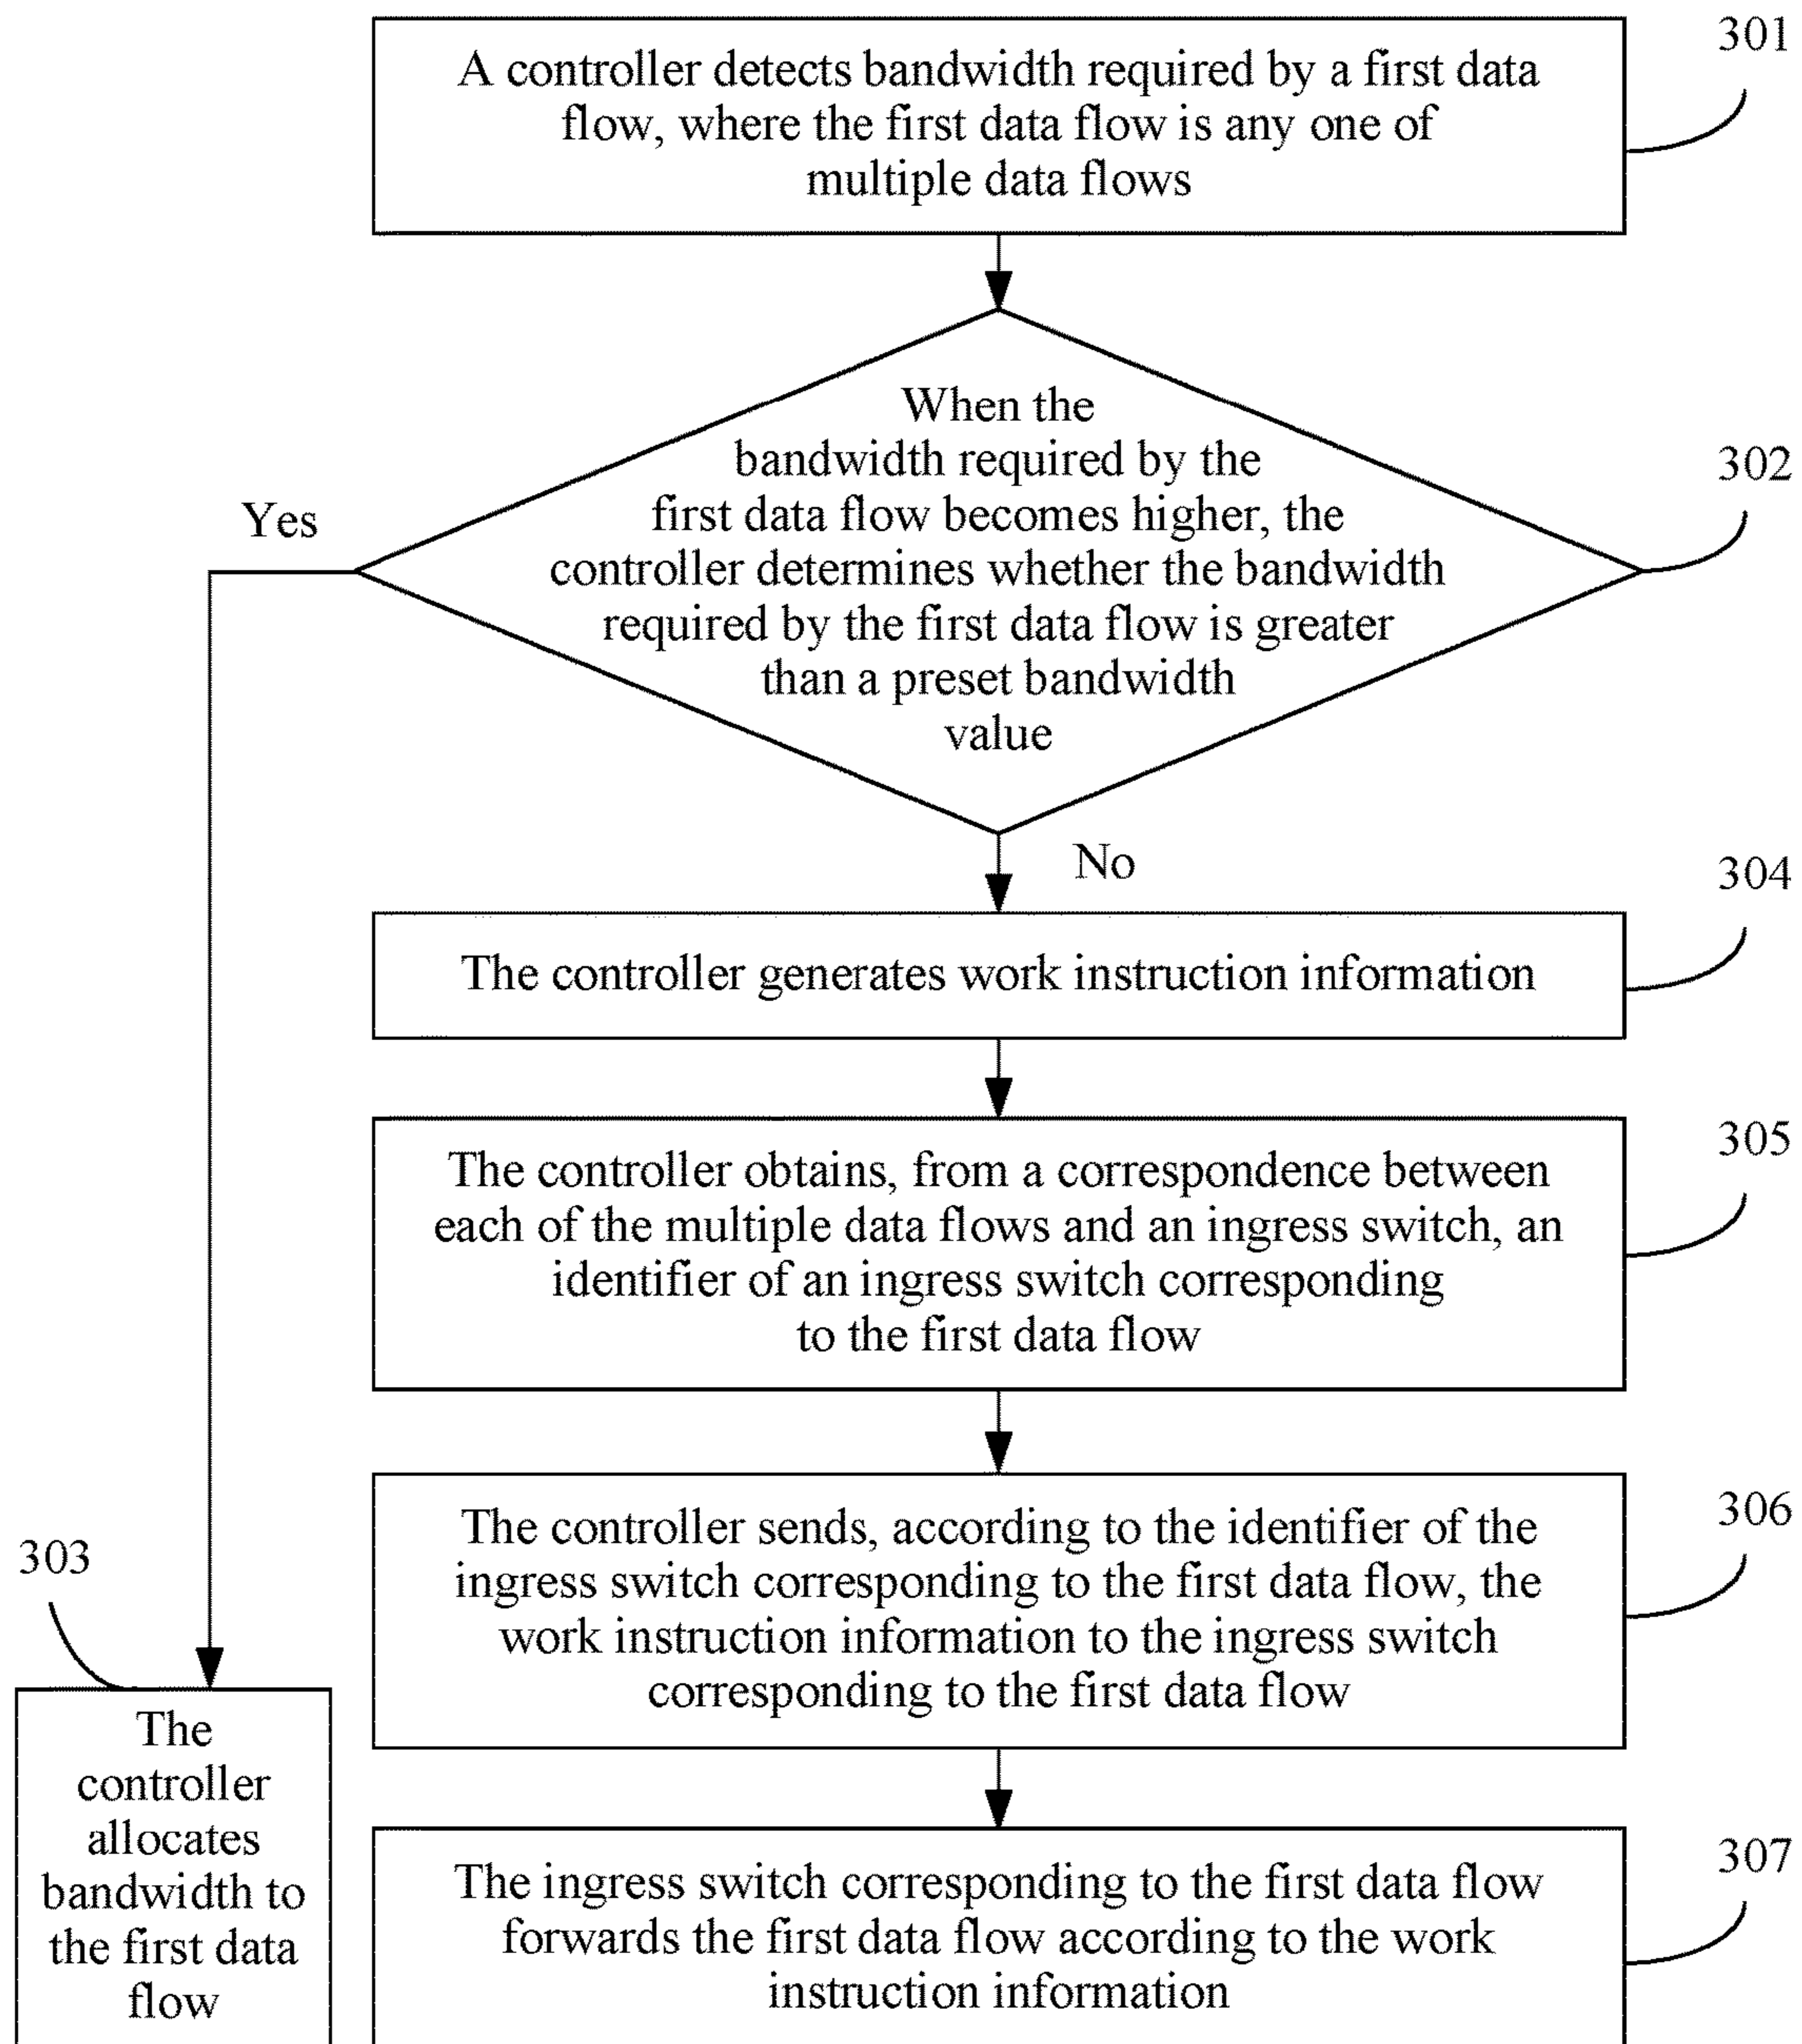 301
A controller detects bandwidth required by a first data
flow, where the first data flow is any one of
multiple data flows
302
When the
bandwidth required by the
first data flow becomes higher, the
controller determines whether the bandwidth
required by the first data flow is greater
than a preset bandwidth
value
Yes
No
304
The controller generates work instruction information
305
The controller obtains, from a correspondence between
each of the multiple data flows and an ingress switch, an
identifier of an ingress switch corresponding
to the first data flow
306
The controller sends, according to the identifier of the
ingress switch corresponding to the first data flow, the
work instruction information to the ingress switch
corresponding to the first data flow
303
The
controller
allocates
bandwidth to
the first data
flow
307
The ingress switch corresponding to the first data flow
forwards the first data flow according to the work
instruction information